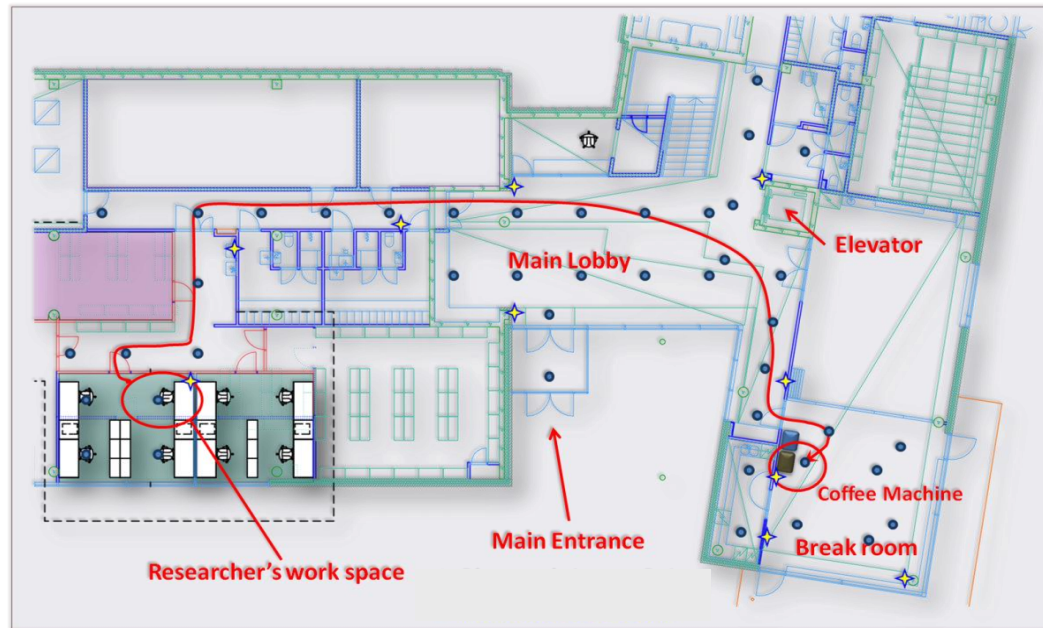 Elevator
Main Lobby
Coffee Machine
Main Entrance
Break room
Researcher's work space